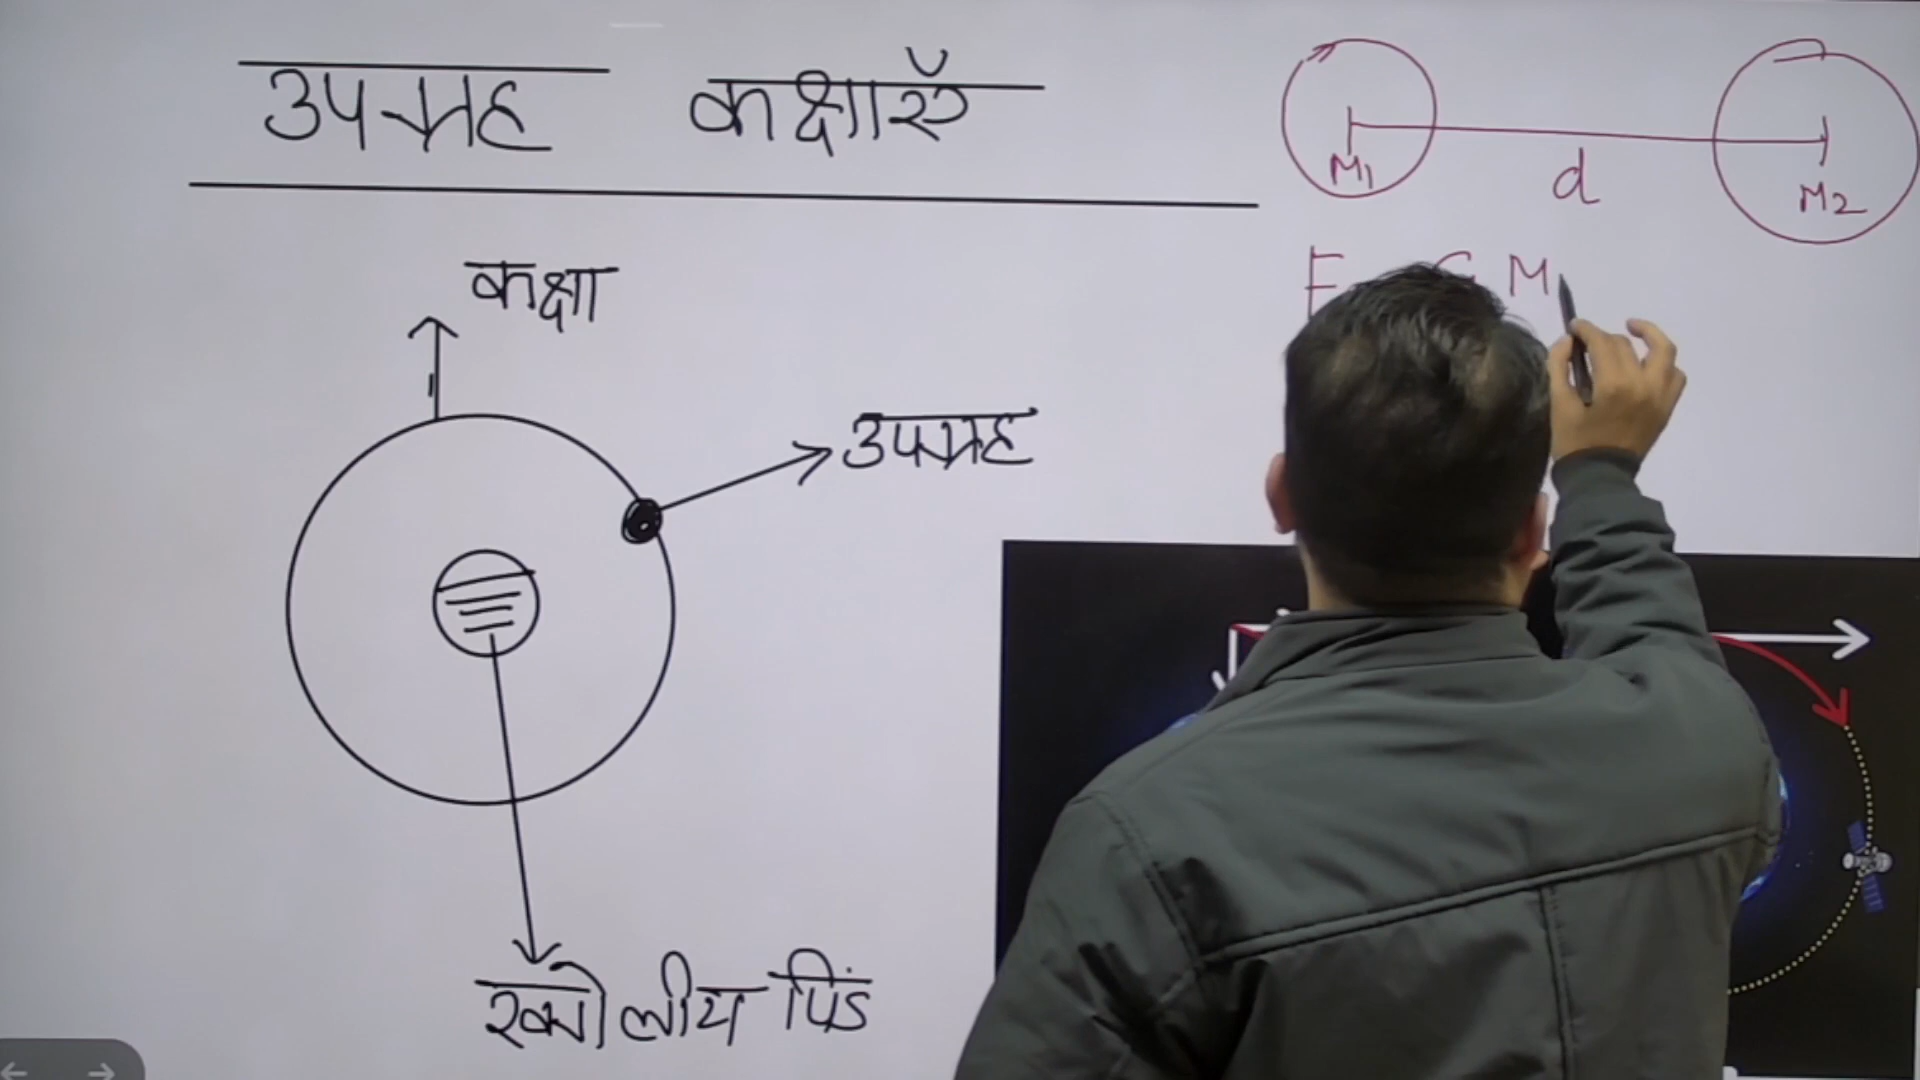 उपग्रह कक्षाएँ
M1 d M2
F G M
कक्षा
उपग्रह
खगोलीय पिंड